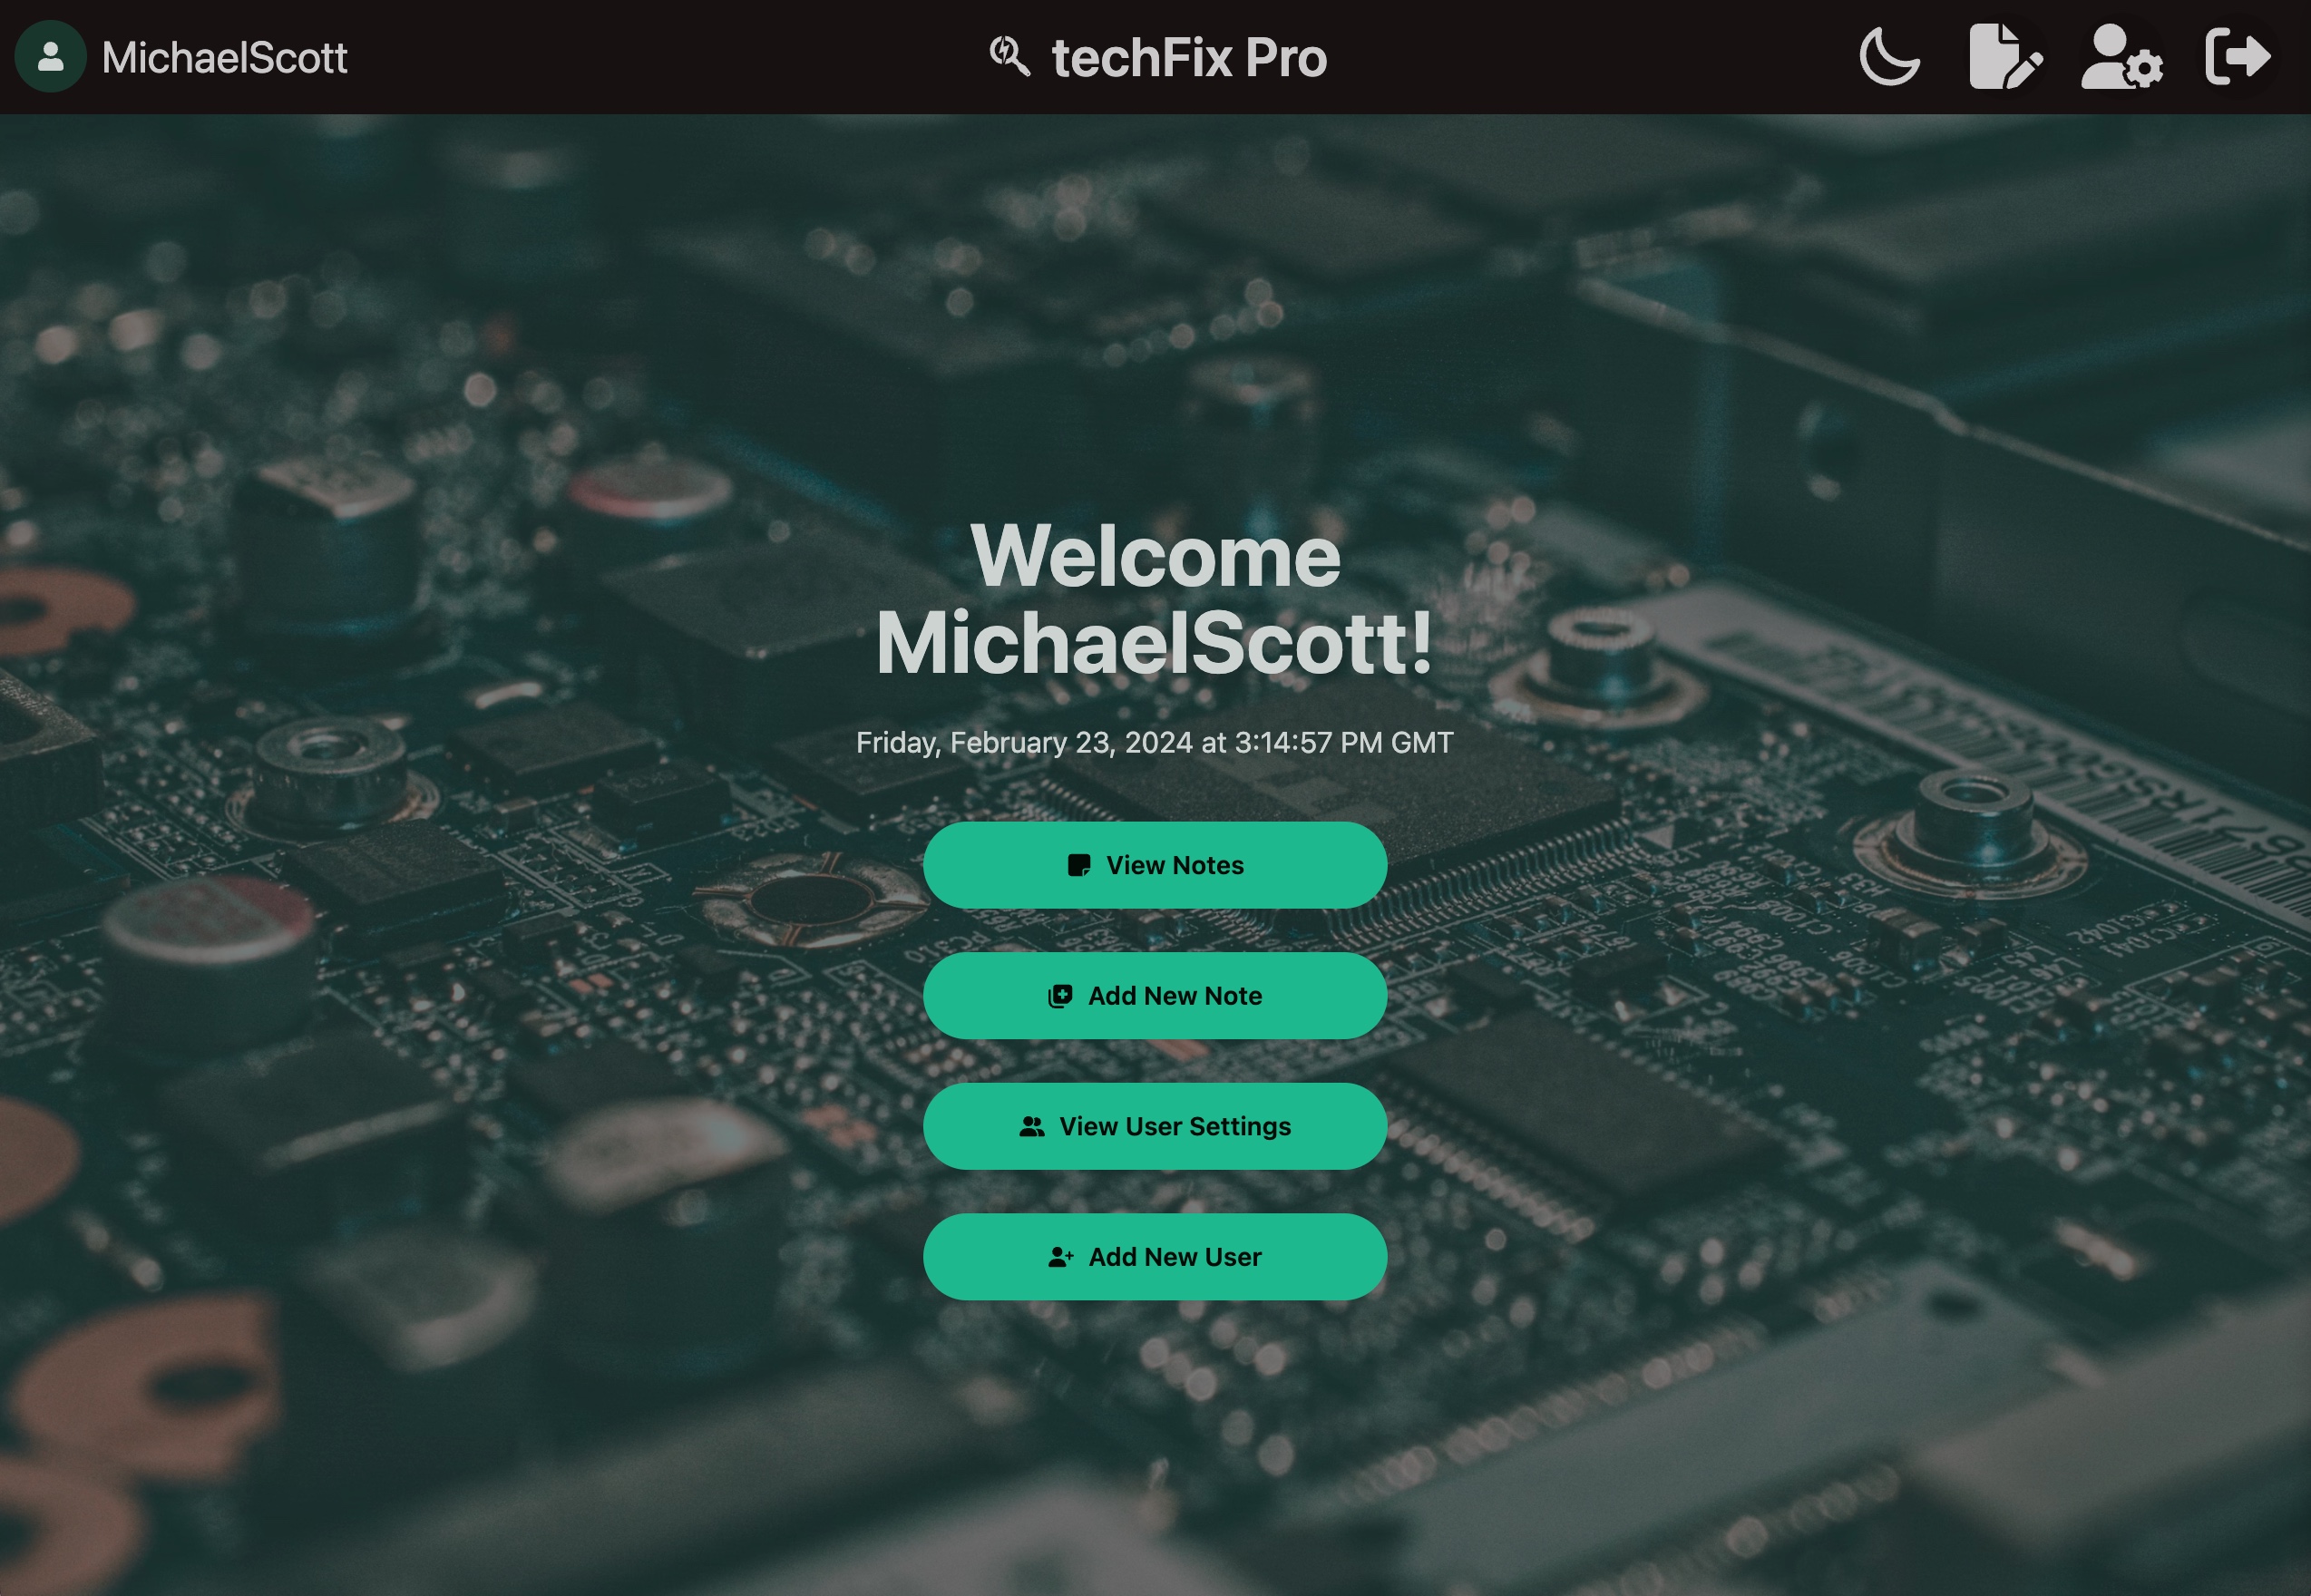 MichaelScott
techFix Pro
Welcome
MichaelScott!
Friday, February 23, 2024 at 3:14:57 PM GMT
View Notes
Add New Note
View User Settings
Add New User